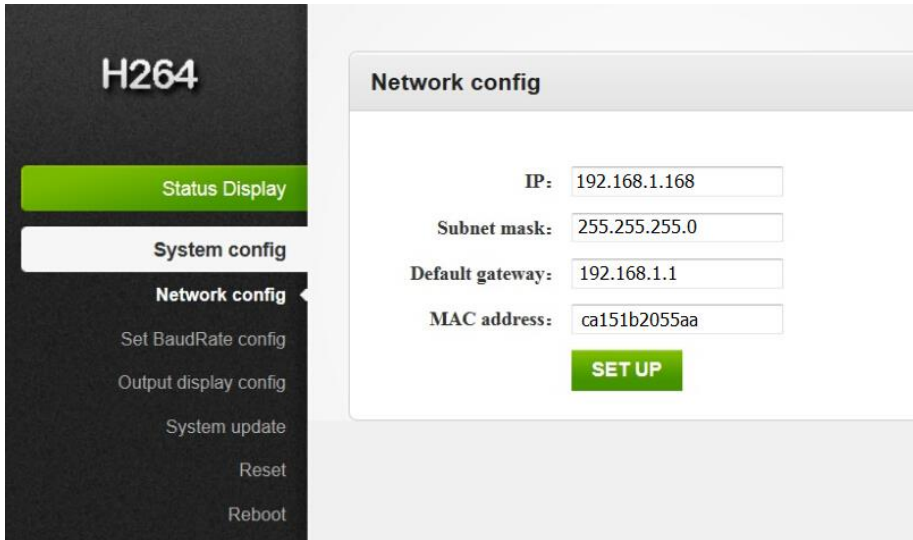 H264
Status Display
System config
Network config
Set BaudRate config
Output display config
System update
Reset
Reboot
Network config
IP： 192.168.1.168
Subnet mask： 255.255.255.0
Default gateway： 192.168.1.1
MAC address： ca151b2055aa
SET UP